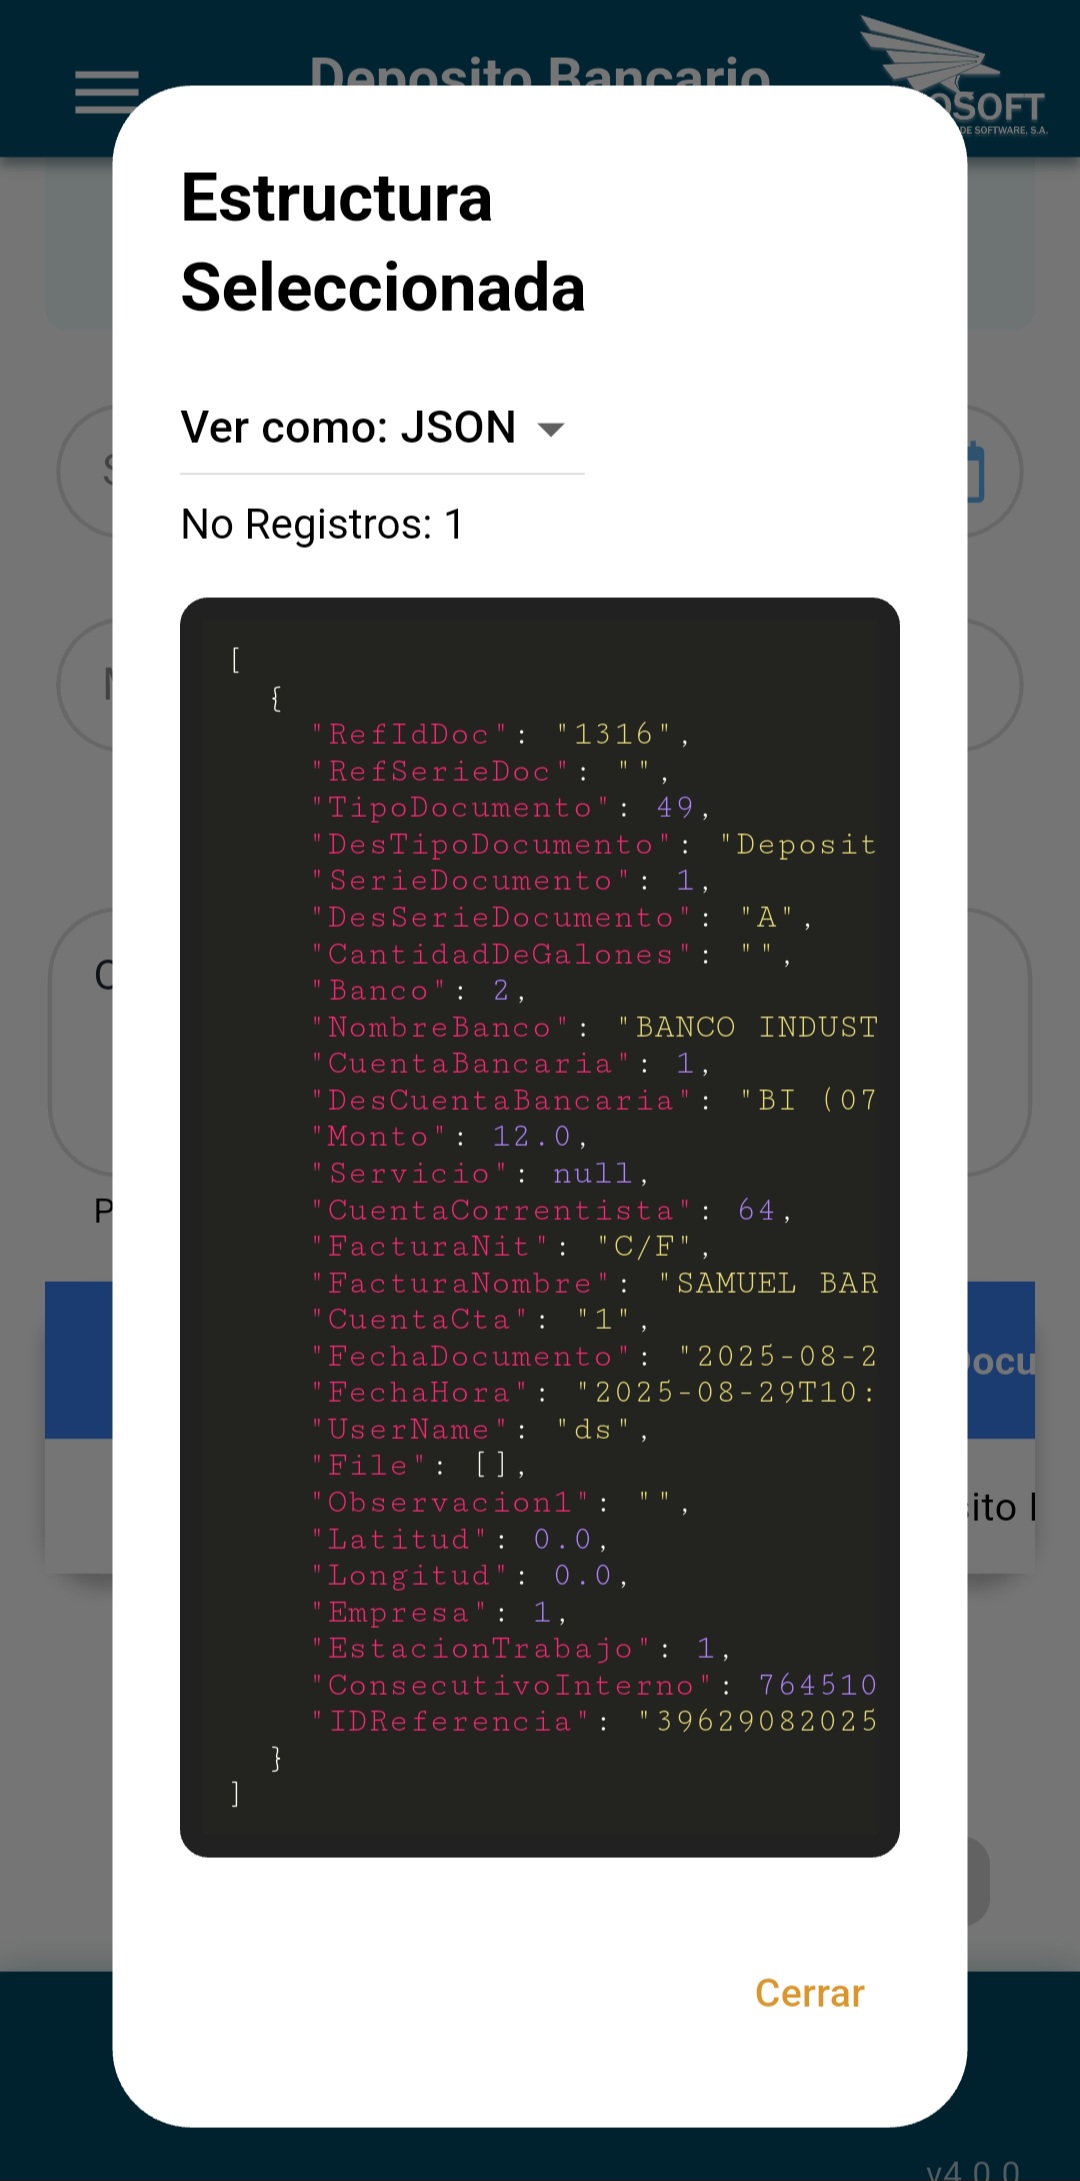 Deposito Bancario
OSOFT
DE SOFTWARE, S.A.
Estructura
Seleccionada
Ver como: JSON
No Registros: 1
[
{
"RefIdDoc": "1316",
"RefSerieDoc": "",
"TipoDocumento": 49,
"DesTipoDocumento": "Deposit
"SerieDocumento": 1,
"DesSerieDocumento": "A",
"CantidadDeGalones": "",
"Banco": 2,
"NombreBanco": "BANCO INDUST
"CuentaBancaria": 1,
"DesCuentaBancaria": "BI (07
"Monto": 12.0,
"Servicio": null,
"CuentaCorrentista": 64,
"FacturaNit": "C/F",
"FacturaNombre": "SAMUEL BAR
"CuentaCta": "1",
"FechaDocumento": "2025-08-2
"FechaHora": "2025-08-29T10:
"UserName": "ds",
"File": [],
"Observacion1": "",
"Latitud": 0.0,
"Longitud": 0.0,
"Empresa": 1,
"EstacionTrabajo": 1,
"ConsecutivoInterno": 764510
"IDReferencia": "39629082025
}
]
ocu
ito
Cerrar
v4.0.0